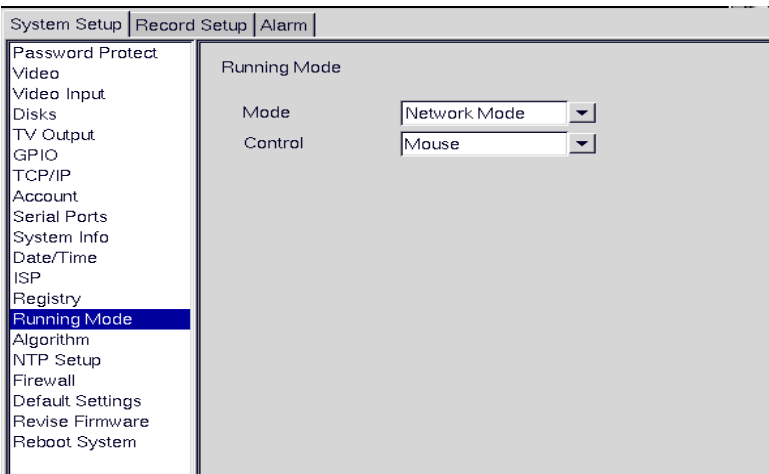 System Setup Record Setup Alarm
Password Protect
Video
Video Input
Disks
TV Output
GPIO
TCP/IP
Account
Serial Ports
System Info
Date/Time
ISP
Registry
Running Mode
Algorithm
NTP Setup
Firewall
Default Settings
Revise Firmware
Reboot System
Running Mode
Mode Network Mode
Control Mouse